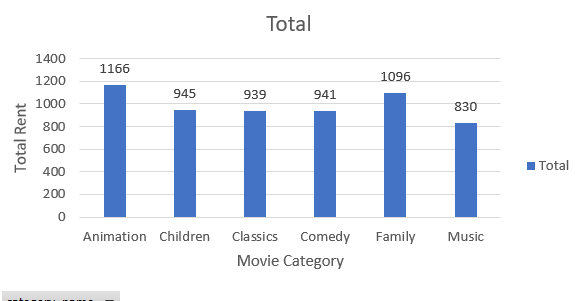 Total
1400
1200
1000
800
600
400
200
0
Total Rent
1166
945
939
941
1096
830
Animation Children Classics Comedy Family Music
Movie Category
Total